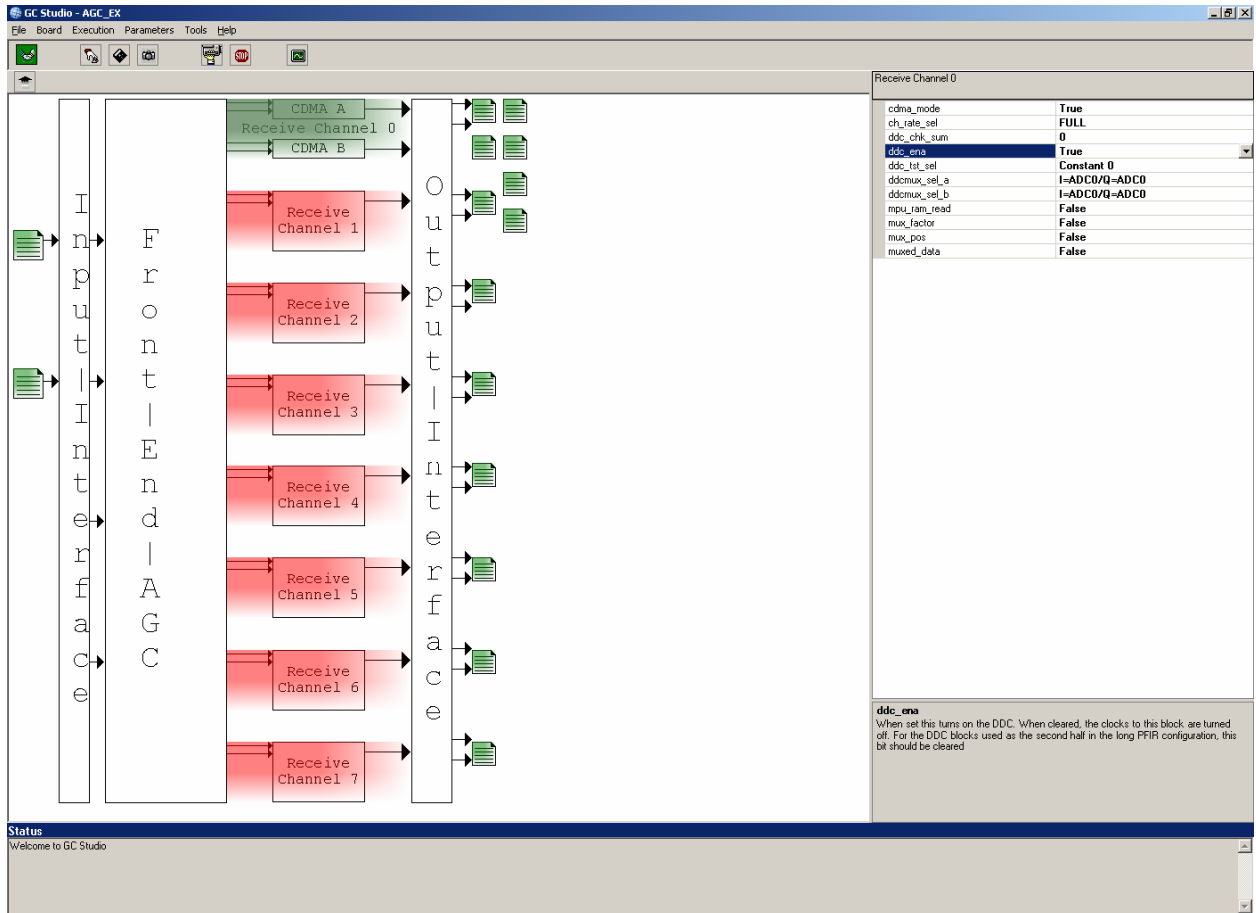 GC Studio - AGC_EX
File Board Execution Parameters Tools Help
STOP
Receive Channel 0
CDMA A
Receive Channel 0
CDMA B
Input|Interface
Front|End|AGC
Receive
Channel 1
Receive
Channel 2
Receive
Channel 3
Receive
Channel 4
Receive
Channel 5
Receive
Channel 6
Receive
Channel 7
Output|Interface
cdma_mode True
ch_rate_sel FULL
ddc_chk_sum 0
ddc_ena True
ddc_tst_sel Constant 0
ddcmux_sel_a I=ADC0/Q=ADC0
ddcmux_sel_b I=ADC0/Q=ADC0
mpu_ram_read False
mux_factor False
mux_pos False
muxed_data False
ddc_ena
When set this turns on the DDC. When cleared, the clocks to this block are turned
off. For the DDC blocks used as the second half in the long PFIR configuration, this
bit should be cleared
Status
Welcome to GC Studio